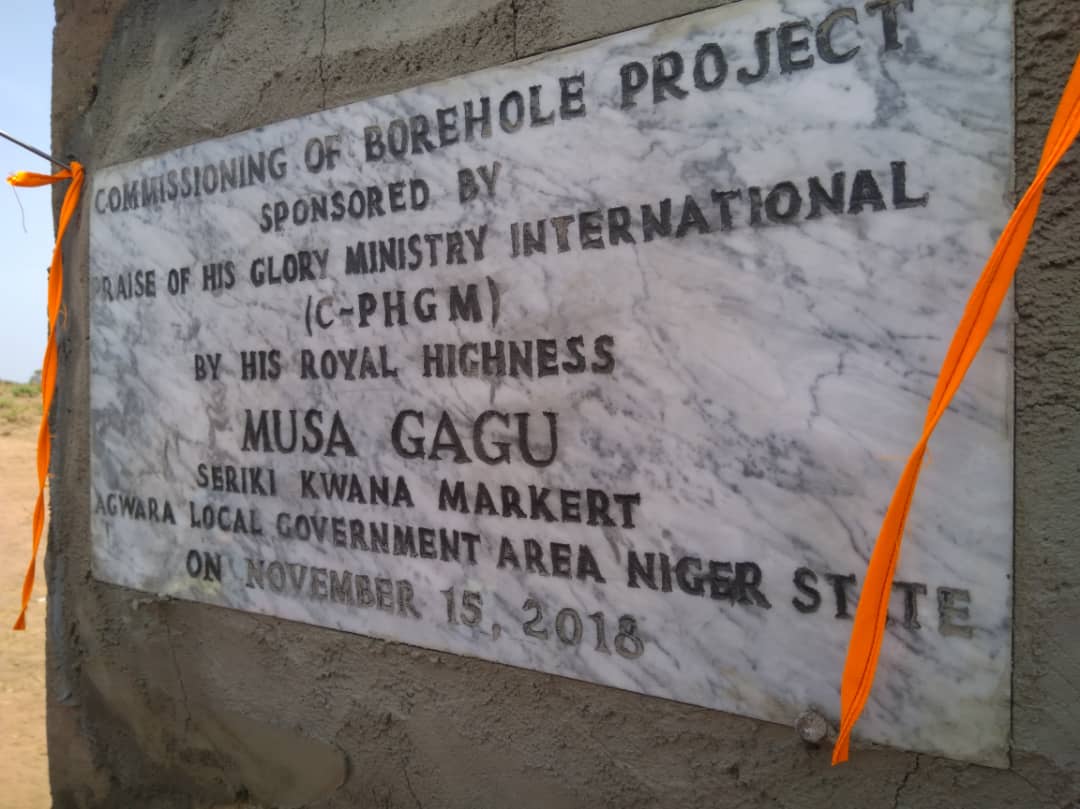 COMMISSIONING OF BOREHOLE PROJECT
SPONSORED BY
PRAISE OF HIS GLORY MINISTRY INTERNATIONAL
(C-PHGM)
BY HIS ROYAL HIGHNESS
MUSA GAGU
SERIKI KWANA MARKERT
AGWARA LOCAL GOVERNMENT AREA NIGER STATE
ON NOVEMBER 15, 2018